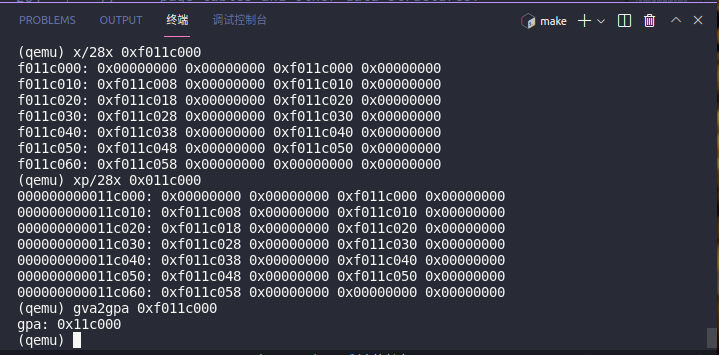 PROBLEMS
OUTPUT
终端
调试控制台
make
(qemu) x/28x 0xf011c000
f011c000: 0x00000000 0x00000000 0xf011c000 0x00000000
f011c010: 0xf011c008 0x00000000 0xf011c010 0x00000000
f011c020: 0xf011c018 0x00000000 0xf011c020 0x00000000
f011c030: 0xf011c028 0x00000000 0xf011c030 0x00000000
f011c040: 0xf011c038 0x00000000 0xf011c040 0x00000000
f011c050: 0xf011c048 0x00000000 0xf011c050 0x00000000
f011c060: 0xf011c058 0x00000000 0x00000000 0x00000000
(qemu) xp/28x 0x011c000
000000000011c000: 0x00000000 0x00000000 0xf011c000 0x00000000
000000000011c010: 0xf011c008 0x00000000 0xf011c010 0x00000000
000000000011c020: 0xf011c018 0x00000000 0xf011c020 0x00000000
000000000011c030: 0xf011c028 0x00000000 0xf011c030 0x00000000
000000000011c040: 0xf011c038 0x00000000 0xf011c040 0x00000000
000000000011c050: 0xf011c048 0x00000000 0xf011c050 0x00000000
000000000011c060: 0xf011c058 0x00000000 0x00000000 0x00000000
(qemu) gva2gpa 0xf011c000
gpa: 0x11c000
(qemu)